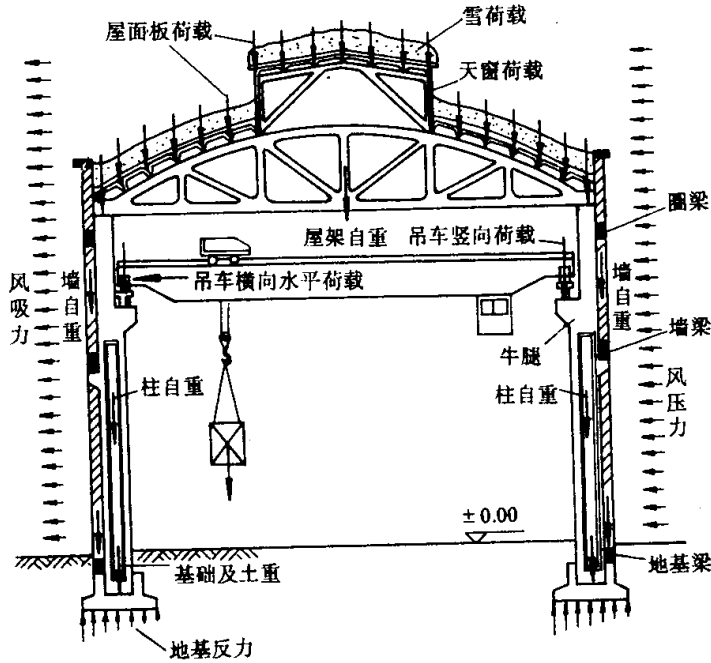 雪荷载
屋面板荷载
天窗荷载
圈梁
屋架自重
吊车竖向荷载
吊车横向水平荷载
风吸力
墙自重
墙自重
墙梁
牛腿
柱自重
柱自重
风压力
±0.00
基础及土重
地基梁
地基反力